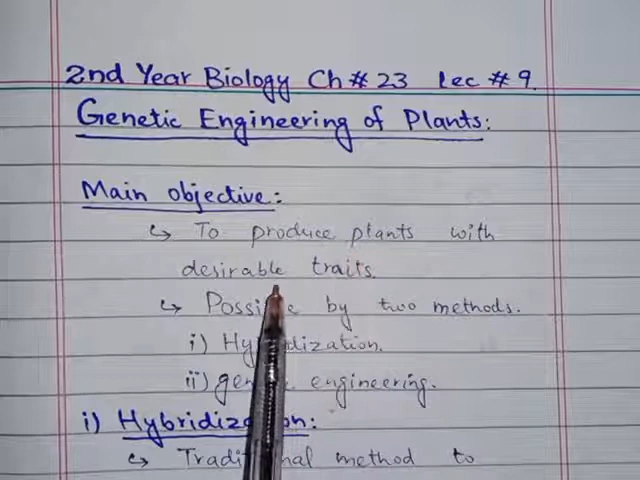 2nd Year Biology Ch # 23 Lec # 9.
Genetic Engineering of Plants:
Main objective:
↪ To produce plants with
desirable traits.
↪ by two methods.
i)
ii) engineering.
i) Hybridization:
↪ method to